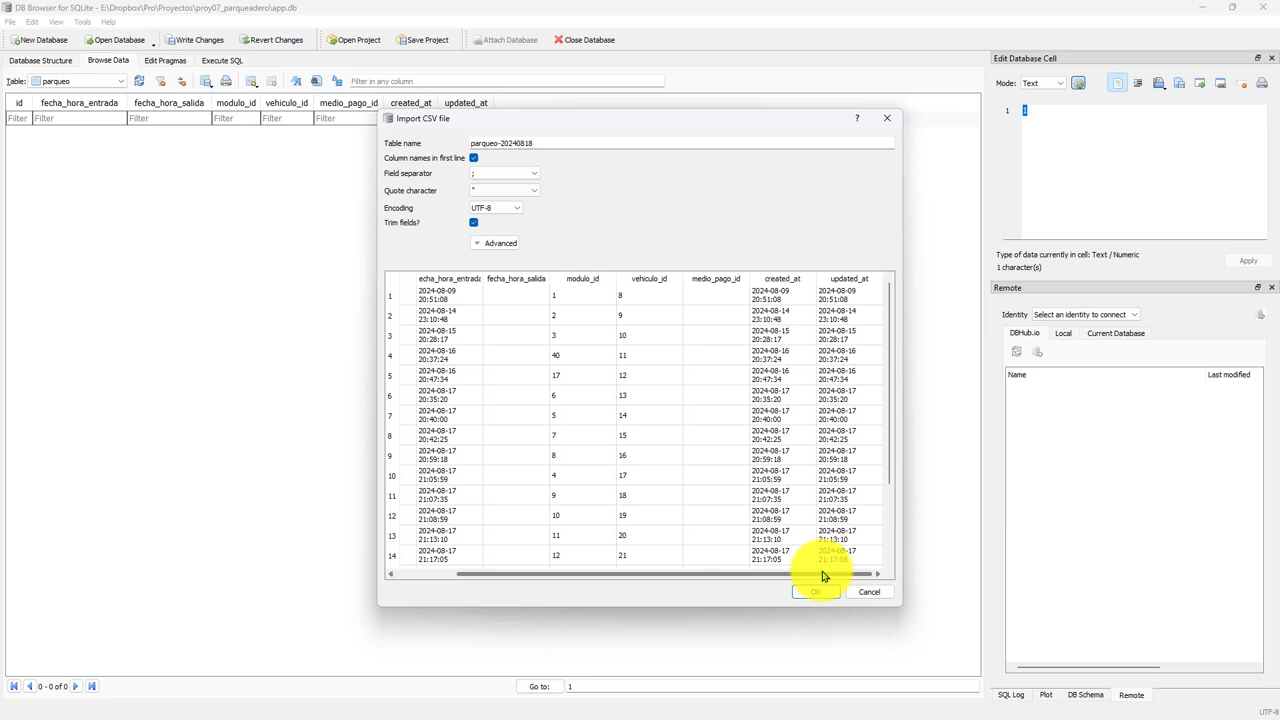 DB Browser for SQLite - E:\Dropbox\Pro\Proyectos\proy07_parqueadero\app.db
File Edit View Tools Help
New Database Open Database Write Changes Revert Changes Open Project Save Project Attach Database Close Database
Database Structure Browse Data Edit Pragmas Execute SQL
Table: parqueo Filter in any column
id fecha_hora_entrada fecha_hora_salida modulo_id vehiculo_id medio_pago_id created_at updated_at
Filter Filter Filter Filter Filter Filter
Import CSV file ?
Table name parqueo-20240818
Column names in first line
Field separator ;
Quote character "
Encoding UTF-8
Trim fields?
Advanced
echa_hora_entrada fecha_hora_salida modulo_id vehiculo_id medio_pago_id created_at updated_at
1 2024-08-09 20:51:08 1 8 2024-08-09 20:51:08 2024-08-09 20:51:08
2 2024-08-14 23:10:48 2 9 2024-08-14 23:10:48 2024-08-14 23:10:48
3 2024-08-15 20:28:17 3 10 2024-08-15 20:28:17 2024-08-15 20:28:17
4 2024-08-16 20:37:24 40 11 2024-08-16 20:37:24 2024-08-16 20:37:24
5 2024-08-16 20:47:34 17 12 2024-08-16 20:47:34 2024-08-16 20:47:34
6 2024-08-17 20:35:20 6 13 2024-08-17 20:35:20 2024-08-17 20:35:20
7 2024-08-17 20:40:00 5 14 2024-08-17 20:40:00 2024-08-17 20:40:00
8 2024-08-17 20:42:25 7 15 2024-08-17 20:42:25 2024-08-17 20:42:25
9 2024-08-17 20:59:18 8 16 2024-08-17 20:59:18 2024-08-17 20:59:18
10 2024-08-17 21:05:59 4 17 2024-08-17 21:05:59 2024-08-17 21:05:59
11 2024-08-17 21:07:35 9 18 2024-08-17 21:07:35 2024-08-17 21:07:35
12 2024-08-17 21:08:59 10 19 2024-08-17 21:08:59 2024-08-17 21:08:59
13 2024-08-17 21:13:10 11 20 2024-08-17 21:13:10 2024-08-17 21:13:10
14 2024-08-17 21:17:05 12 21 2024-08-17 21:17:05 2024-08-17 21:17:05
OK Cancel
0 - 0 of 0 Go to: 1
Edit Database Cell
Mode: Text
1 1
Type of data currently in cell: Text / Numeric
1 character(s)
Apply
Remote
Identity Select an identity to connect
DBHub.io Local Current Database
Name Last modified
SQL Log Plot DB Schema Remote
UTF-8